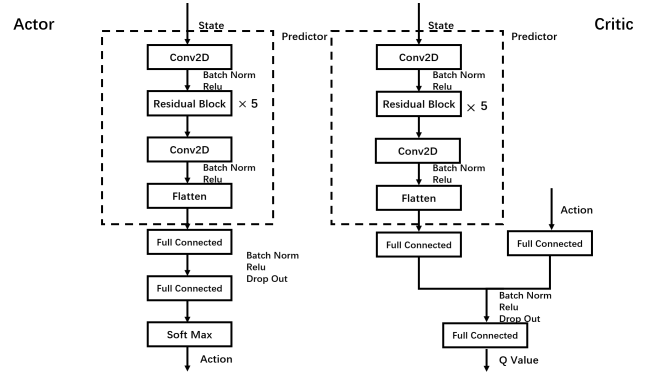 Actor
State
Predictor
Conv2D
Batch Norm
Relu
Residual Block
× 5
Conv2D
Batch Norm
Relu
Flatten
Full Connected
Batch Norm
Relu
Drop Out
Full Connected
Soft Max
Action
Critic
State
Predictor
Conv2D
Batch Norm
Relu
Residual Block
× 5
Conv2D
Batch Norm
Relu
Flatten
Full Connected
Action
Full Connected
Batch Norm
Relu
Drop Out
Full Connected
Q Value